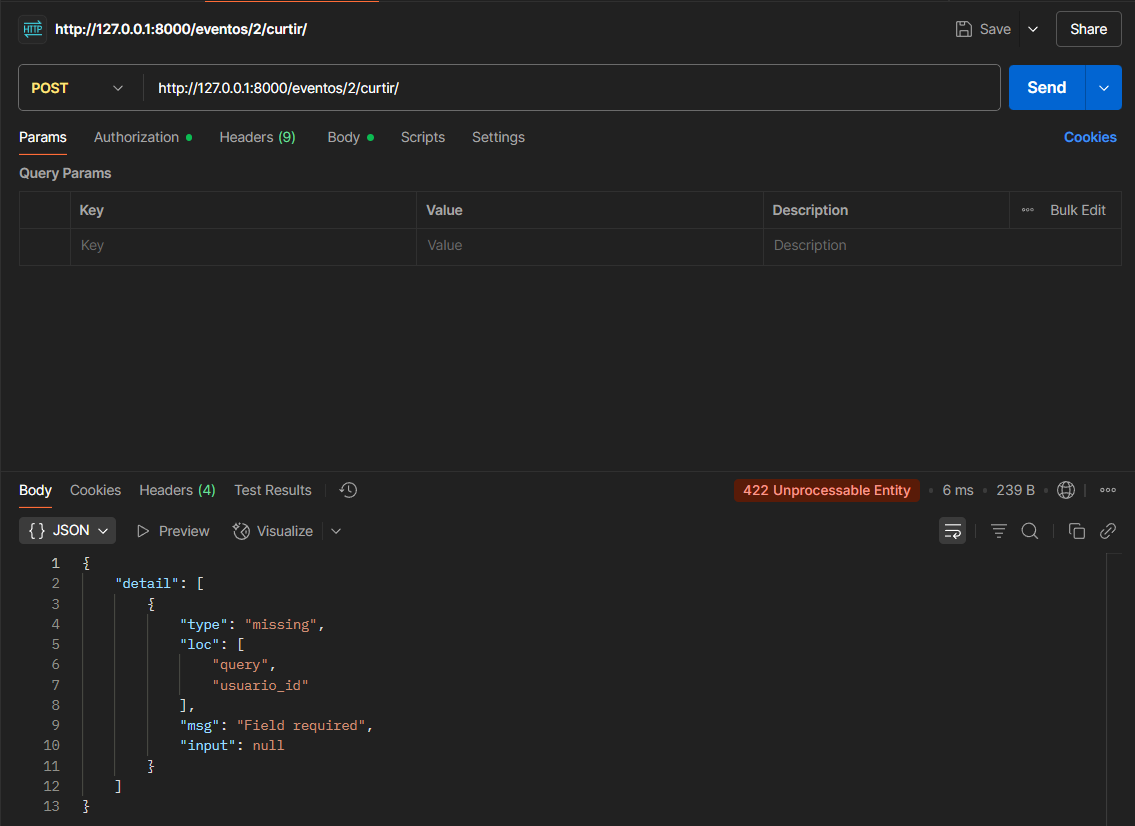 HTTP http://127.0.0.1:8000/eventos/2/curtir/ Save Share
POST http://127.0.0.1:8000/eventos/2/curtir/ Send
Params Authorization Headers (9) Body Scripts Settings Cookies
Query Params
Key Value Description Bulk Edit
Key Value Description
Body Cookies Headers (4) Test Results 422 Unprocessable Entity 6 ms 239 B
{} JSON Preview Visualize
1 {
2 "detail": [
3 {
4 "type": "missing",
5 "loc": [
6 "query",
7 "usuario_id"
8 ],
9 "msg": "Field required",
10 "input": null
11 }
12 ]
13 }